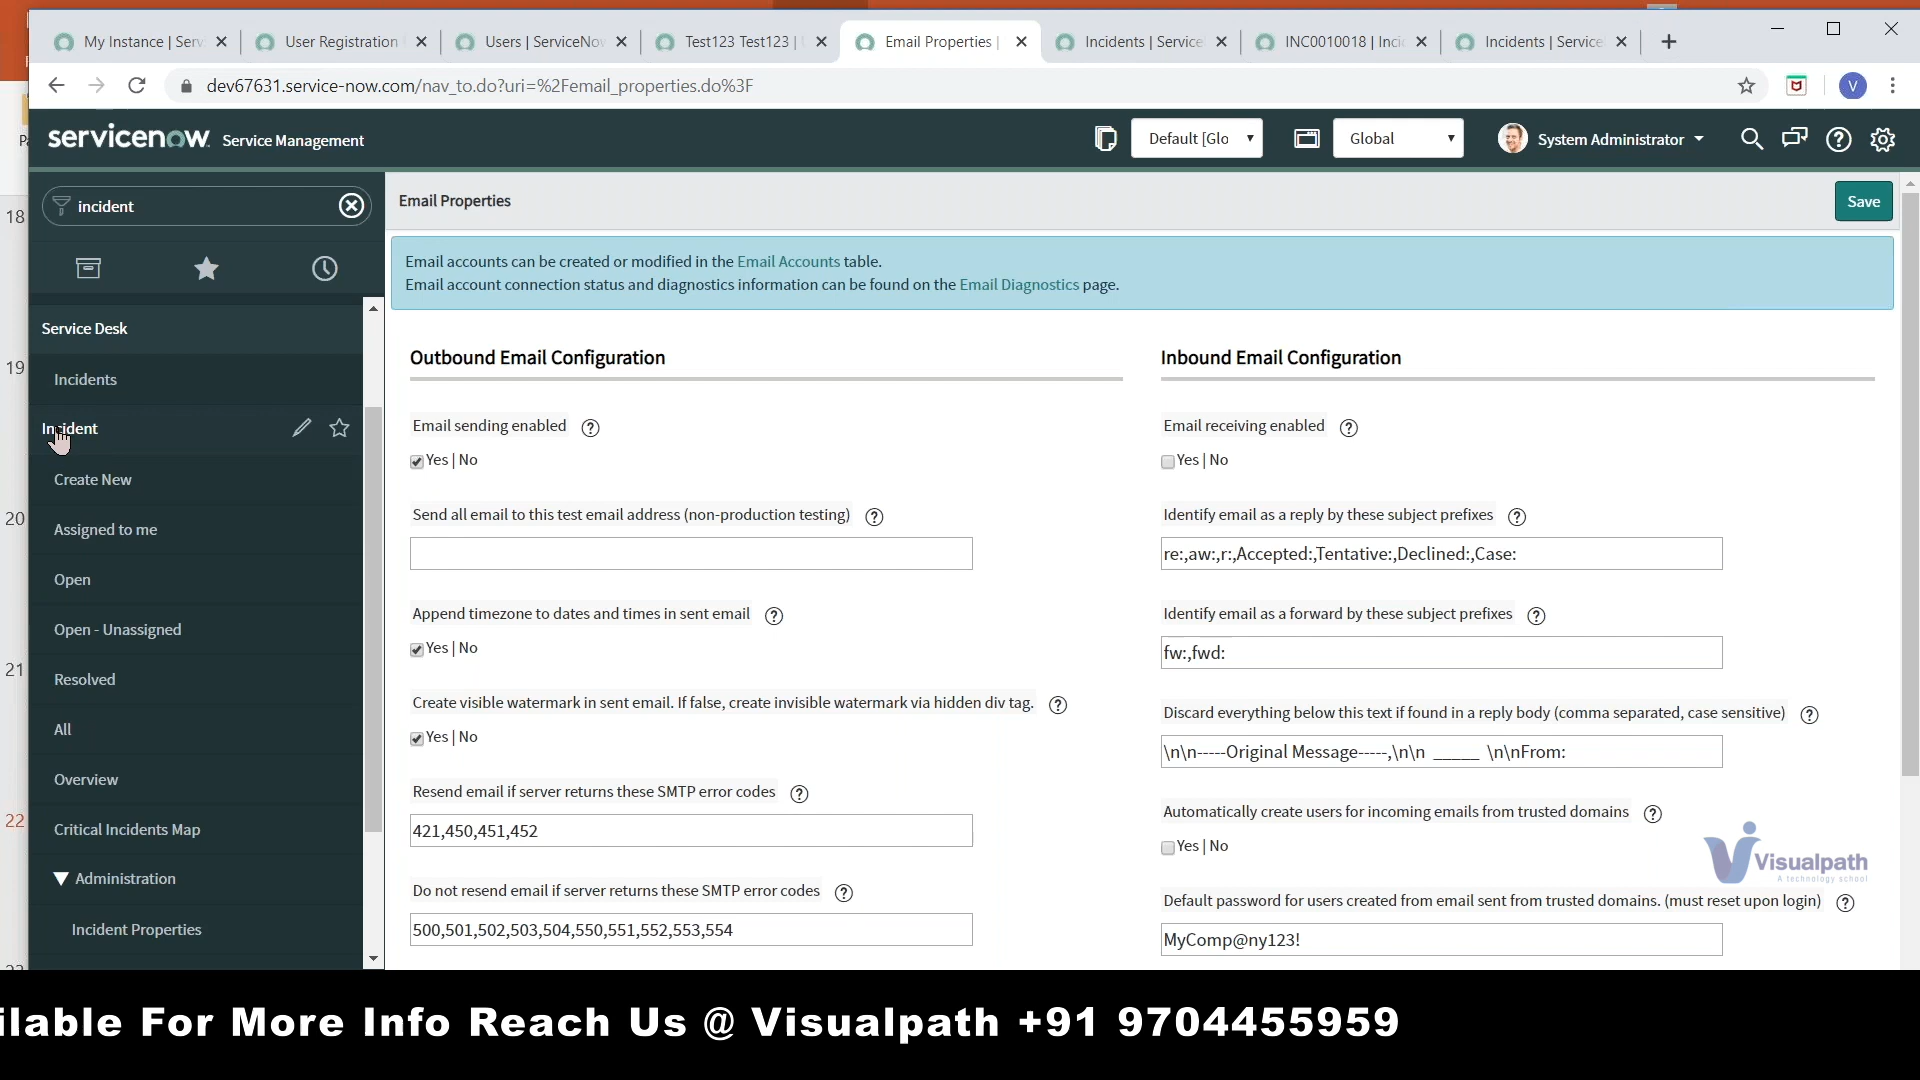 My Instance | Serv
User Registration
Users | ServiceNo
Test123 Test123 |
Email Properties |
Incidents | Service
INC0010018 | Inci
Incidents | Service
dev67631.service-now.com/nav_to.do?uri=%2Femail_properties.do%3F
V
servicenow Service Management
Default [Glo
Global
System Administrator
incident
Email Properties
Save
Email accounts can be created or modified in the Email Accounts table.
Email account connection status and diagnostics information can be found on the Email Diagnostics page.
Service Desk
Incidents
Incident
Create New
Assigned to me
Open
Open - Unassigned
Resolved
All
Overview
Critical Incidents Map
Administration
Incident Properties
18
19
20
21
22
Outbound Email Configuration
Email sending enabled
Yes | No
Send all email to this test email address (non-production testing)
Append timezone to dates and times in sent email
Yes | No
Create visible watermark in sent email. If false, create invisible watermark via hidden div tag.
Yes | No
Resend email if server returns these SMTP error codes
421,450,451,452
Do not resend email if server returns these SMTP error codes
500,501,502,503,504,550,551,552,553,554
Inbound Email Configuration
Email receiving enabled
Yes | No
Identify email as a reply by these subject prefixes
re:,aw:,r:,Accepted:,Tentative:,Declined:,Case:
Identify email as a forward by these subject prefixes
fw:,fwd:
Discard everything below this text if found in a reply body (comma separated, case sensitive)
\n\n-----Original Message-----,\n\n _____ \n\nFrom:
Automatically create users for incoming emails from trusted domains
Yes | No
Default password for users created from email sent from trusted domains. (must reset upon login)
MyComp@ny123!
Visualpath
A technology school
ilable For More Info Reach Us @ Visualpath +91 9704455959